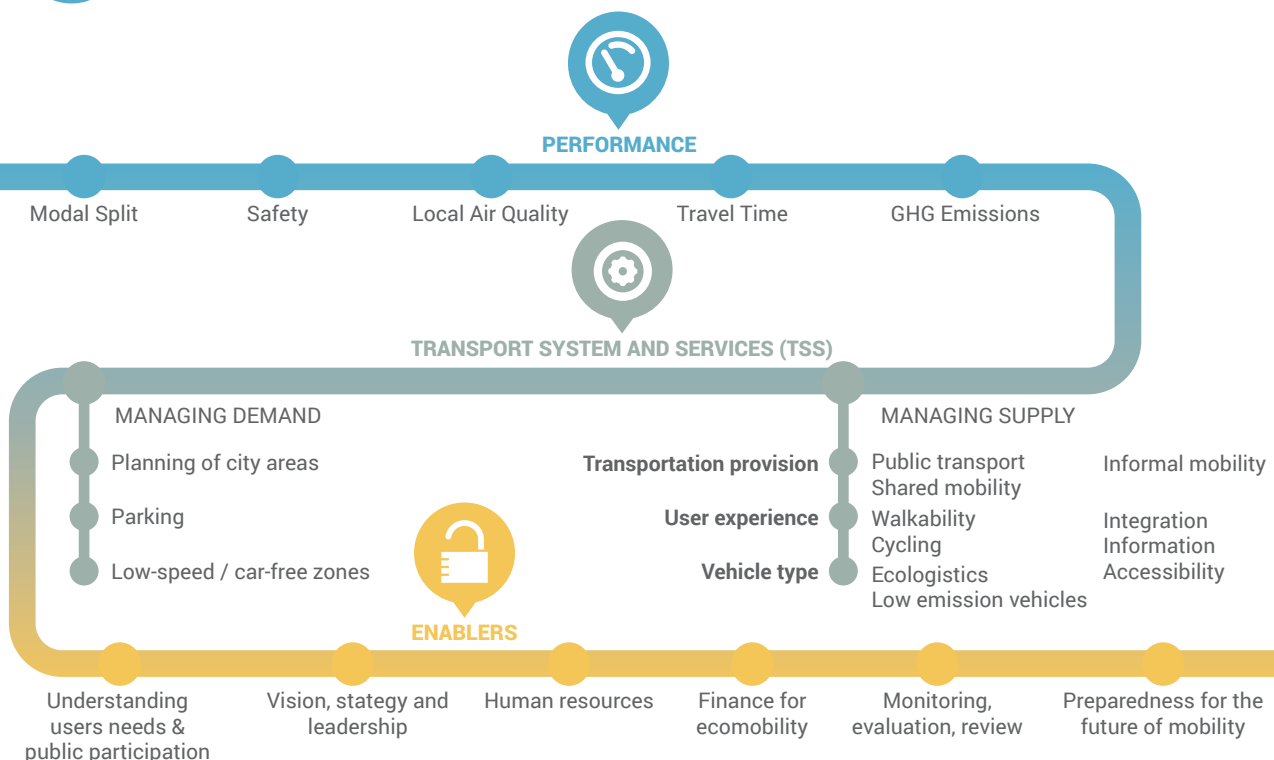 PERFORMANCE
Modal Split
Safety
Local Air Quality
Travel Time
GHG Emissions
TRANSPORT SYSTEM AND SERVICES (TSS)
MANAGING DEMAND
Planning of city areas
Parking
Low-speed / car-free zones
MANAGING SUPPLY
Transportation provision
Public transport
Shared mobility
Informal mobility
User experience
Walkability
Cycling
Integration
Information
Accessibility
Vehicle type
Ecologistics
Low emission vehicles
ENABLERS
Understanding
users needs &
public participation
Vision, stategy and
leadership
Human resources
Finance for
ecomobility
Monitoring,
evaluation, review
Preparedness for the
future of mobility